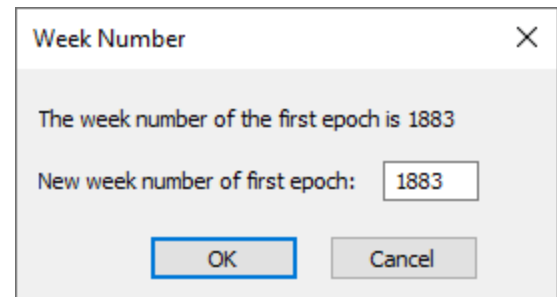 Week Number
The week number of the first epoch is 1883
New week number of first epoch: 1883
OK Cancel